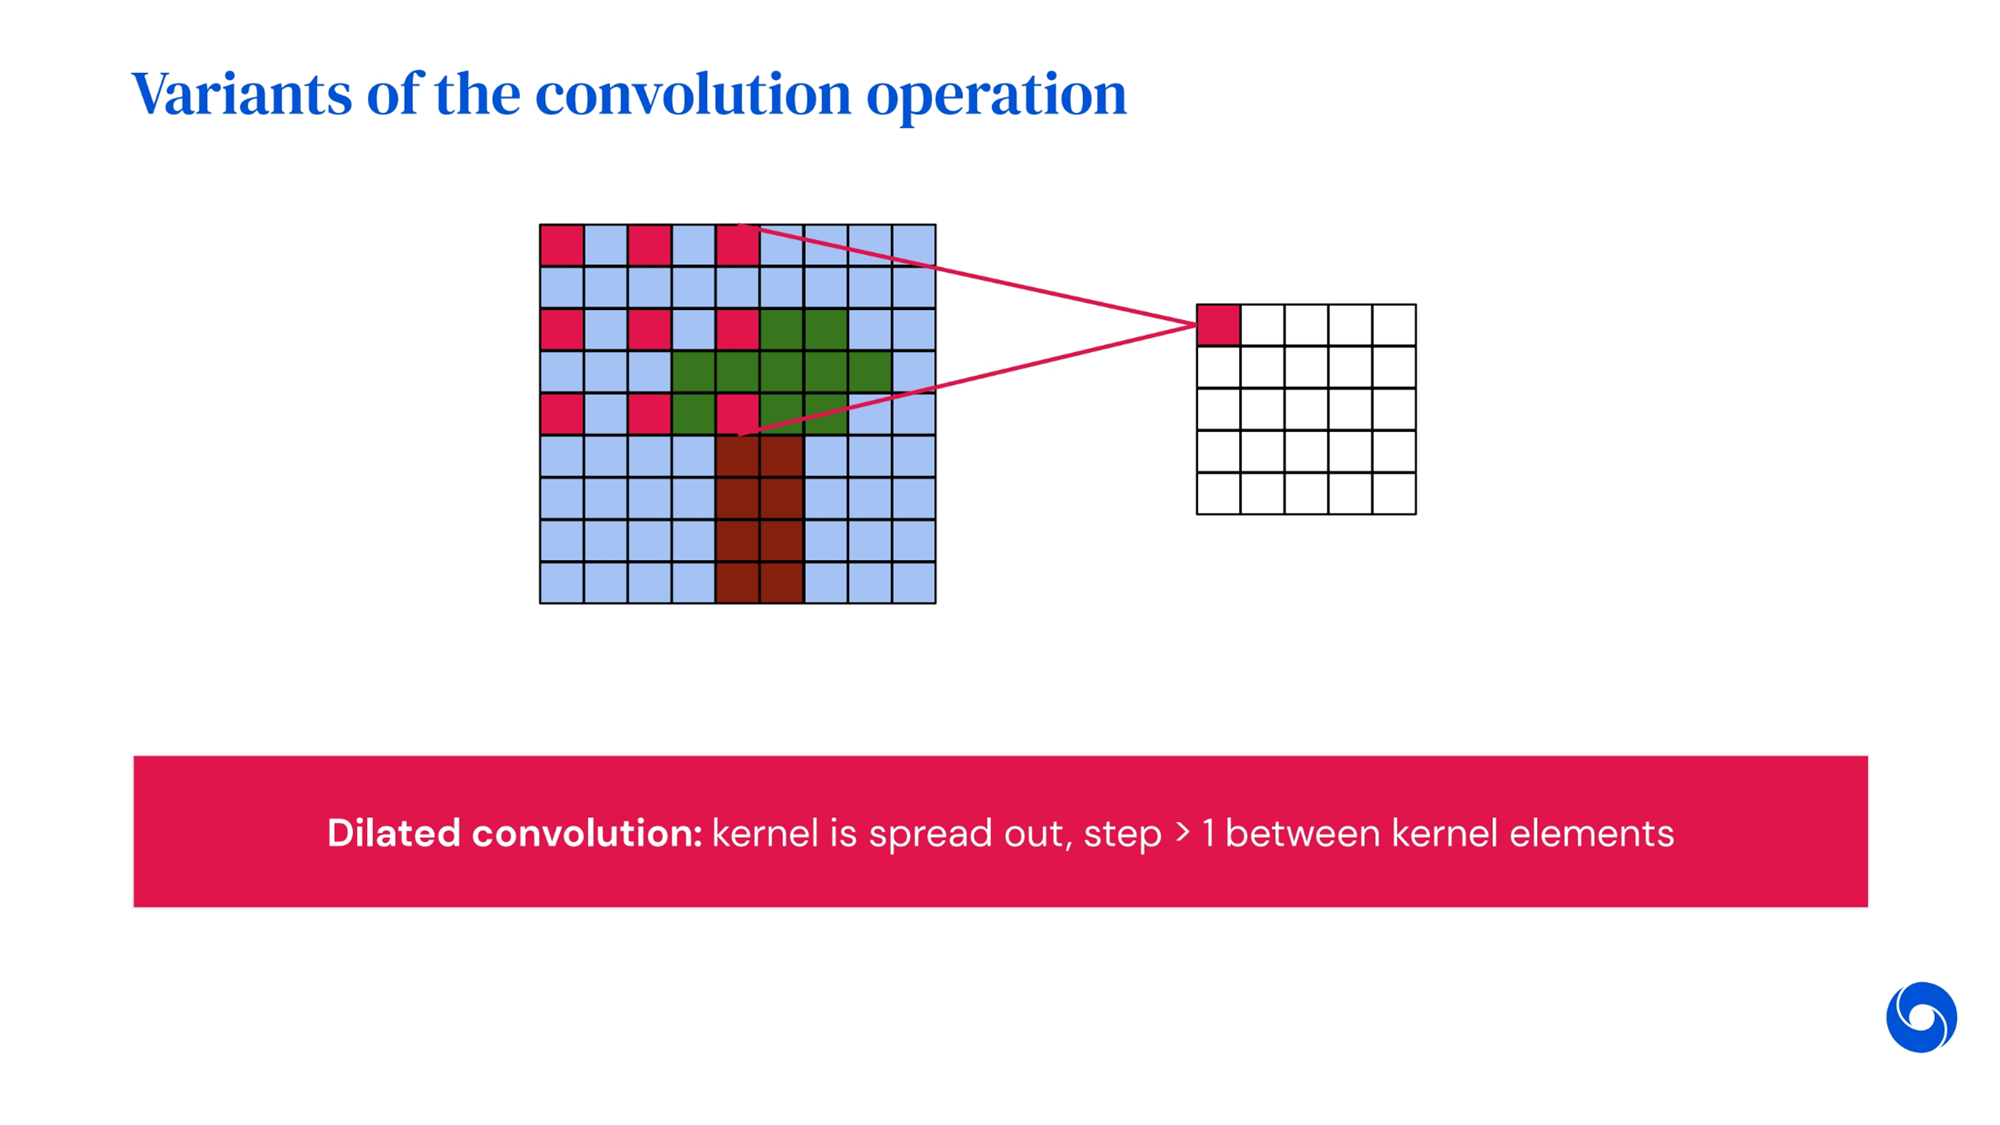 Variants of the convolution operation
Dilated convolution: kernel is spread out, step > 1 between kernel elements